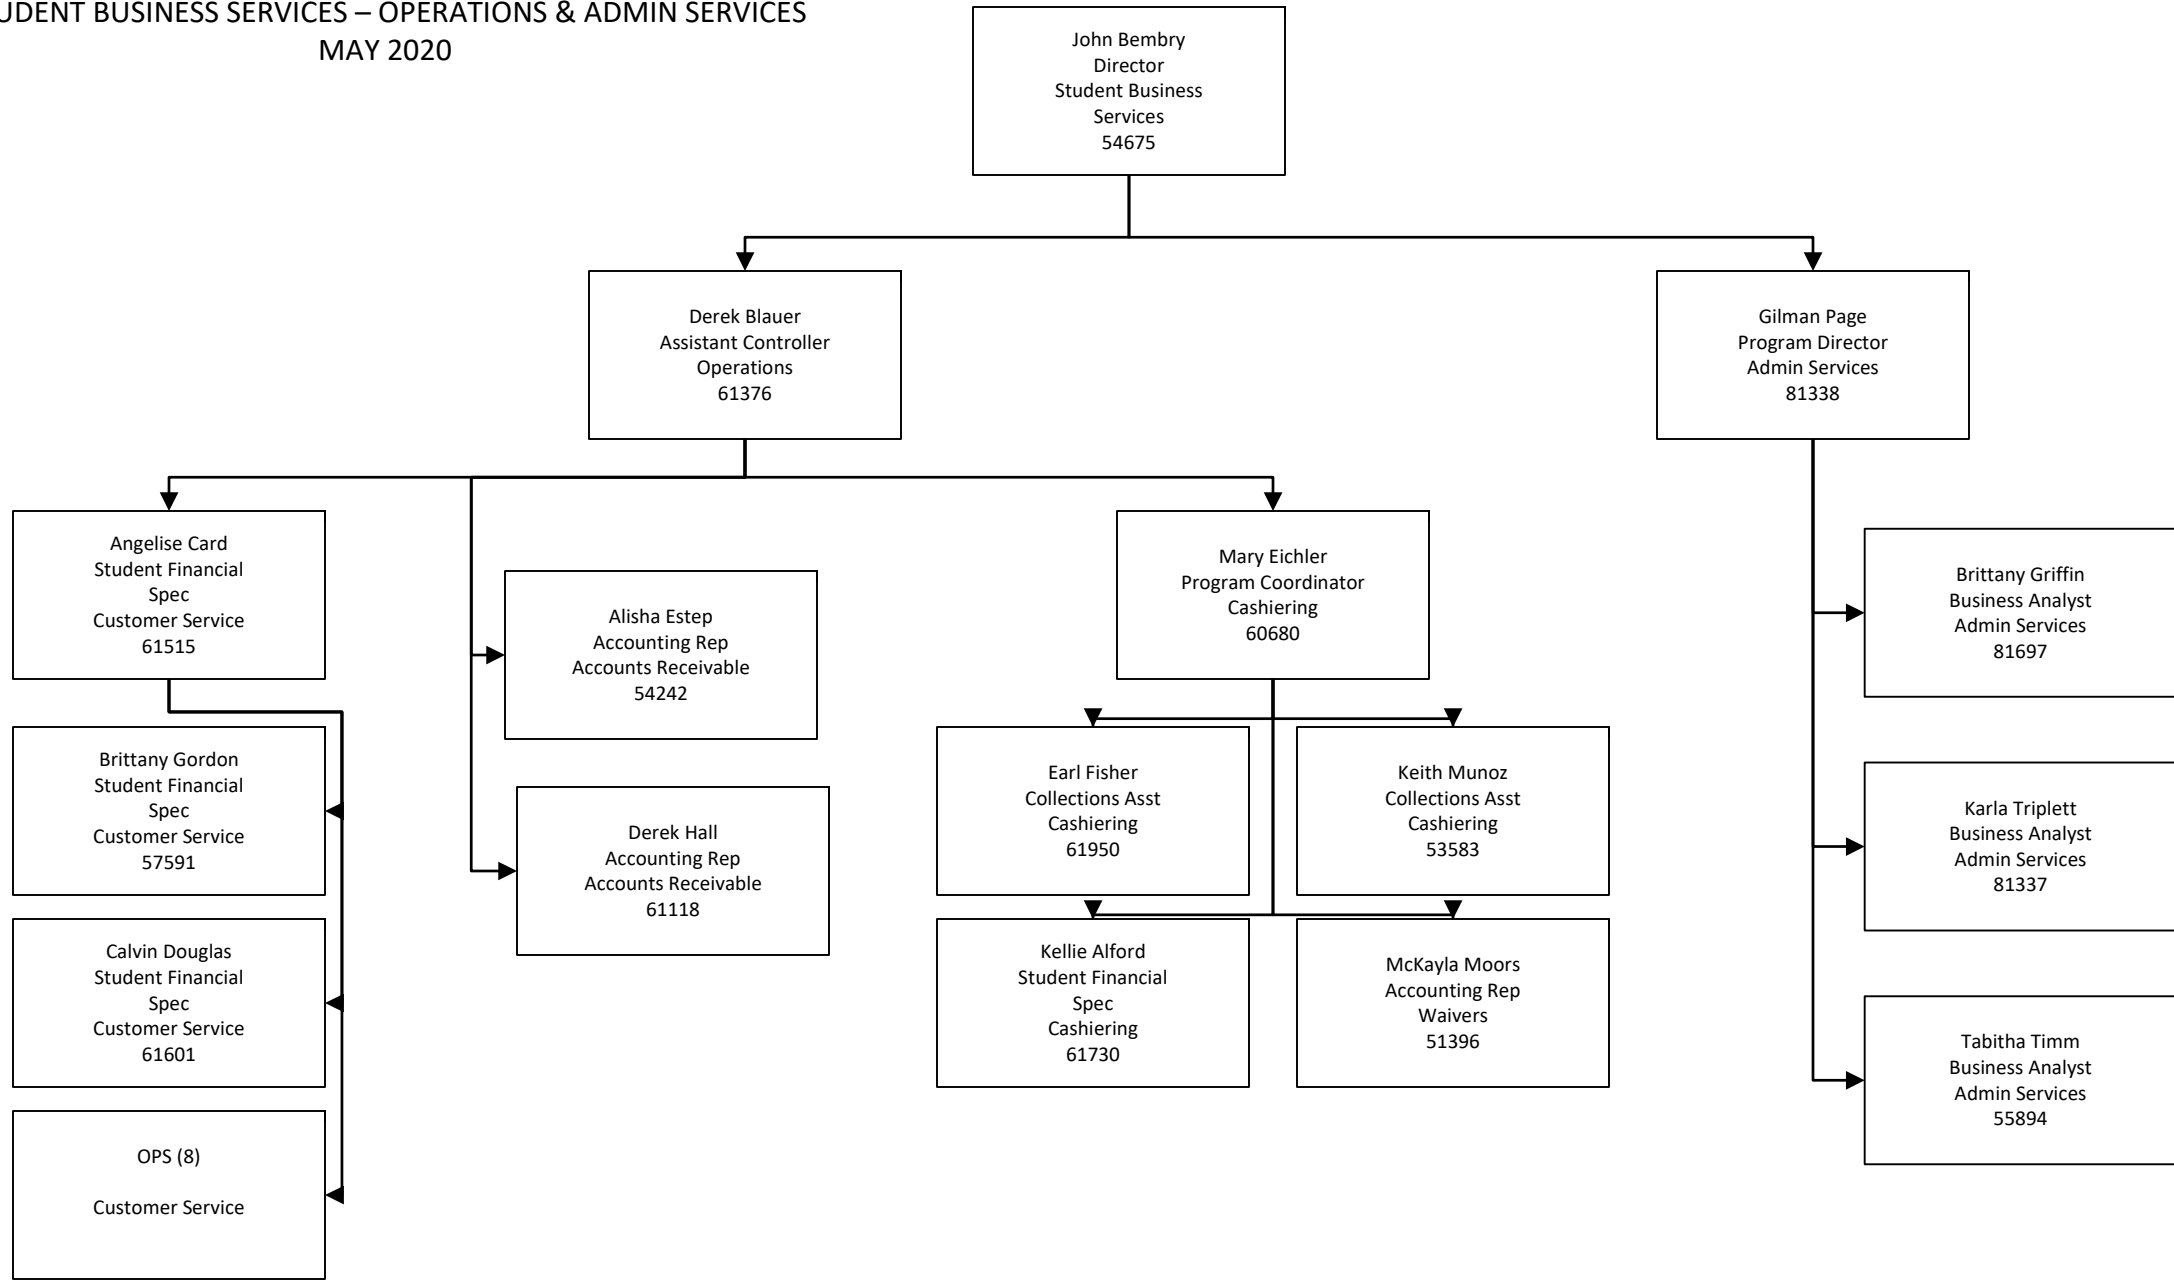 UDENT BUSINESS SERVICES – OPERATIONS & ADMIN SERVICES
MAY 2020
John Bembry
Director
Student Business
Services
54675
Derek Blauer
Assistant Controller
Operations
61376
Gilman Page
Program Director
Admin Services
81338
Angelise Card
Student Financial
Spec
Customer Service
61515
Alisha Estep
Accounting Rep
Accounts Receivable
54242
Mary Eichler
Program Coordinator
Cashiering
60680
Brittany Griffin
Business Analyst
Admin Services
81697
Brittany Gordon
Student Financial
Spec
Customer Service
57591
Derek Hall
Accounting Rep
Accounts Receivable
61118
Earl Fisher
Collections Asst
Cashiering
61950
Keith Munoz
Collections Asst
Cashiering
53583
Karla Triplett
Business Analyst
Admin Services
81337
Calvin Douglas
Student Financial
Spec
Customer Service
61601
Kellie Alford
Student Financial
Spec
Cashiering
61730
McKayla Moors
Accounting Rep
Waivers
51396
Tabitha Timm
Business Analyst
Admin Services
55894
OPS (8)
Customer Service